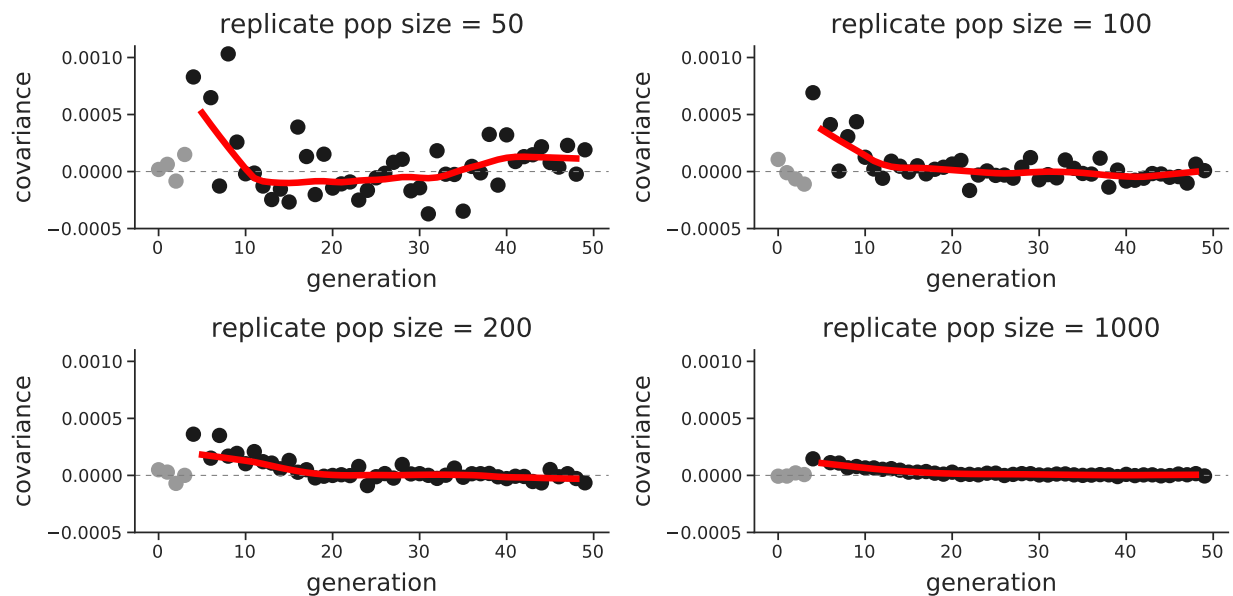 replicate pop size = 50
0.0010
0.0005
0.0000
−0.0005
covariance
0 10 20 30 40 50
generation
replicate pop size = 100
0.0010
0.0005
0.0000
−0.0005
covariance
0 10 20 30 40 50
generation
replicate pop size = 200
0.0010
0.0005
0.0000
−0.0005
covariance
0 10 20 30 40 50
generation
replicate pop size = 1000
0.0010
0.0005
0.0000
−0.0005
covariance
0 10 20 30 40 50
generation